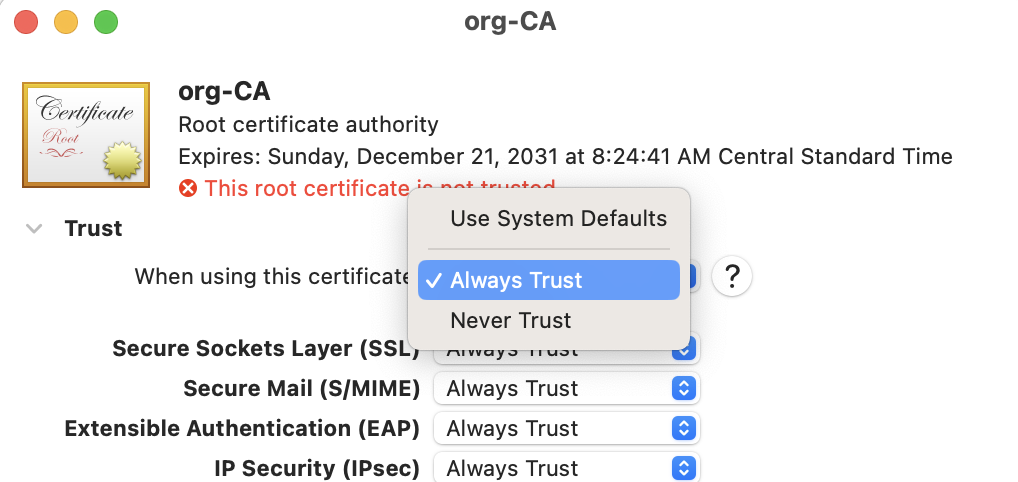 org-CA
Certificate
Root
org-CA
Root certificate authority
Expires: Sunday, December 21, 2031 at 8:24:41 AM Central Standard Time
This root certificate is not trusted
Trust
When using this certificate
Use System Defaults
✓ Always Trust
Never Trust
?
Secure Sockets Layer (SSL) Always Trust
Secure Mail (S/MIME) Always Trust
Extensible Authentication (EAP) Always Trust
IP Security (IPsec) Always Trust